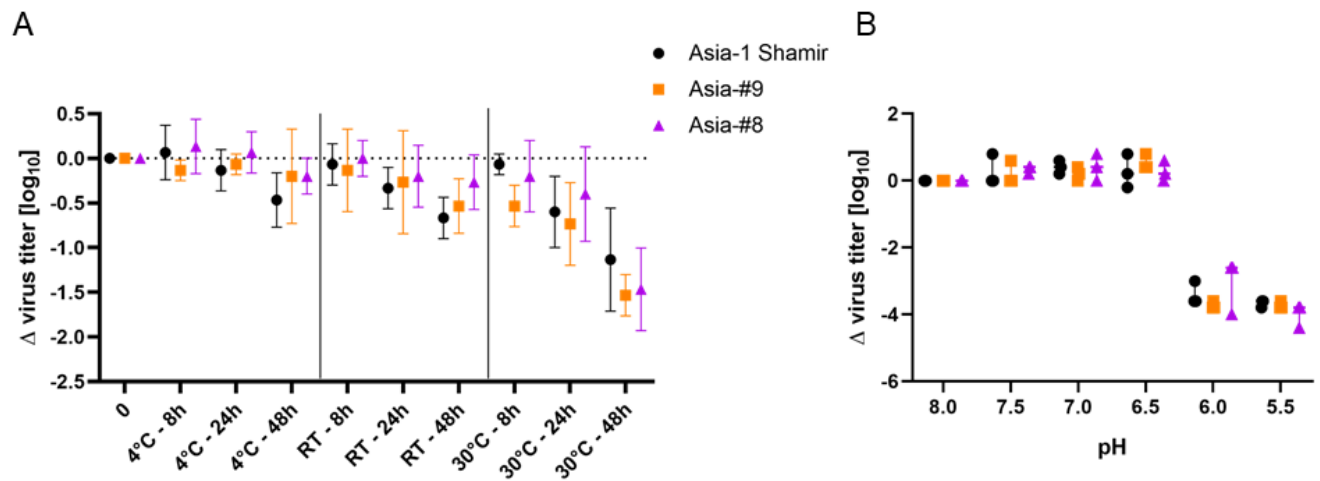 A
B
Asia-1 Shamir
Asia-#9
Asia-#8
Δ virus titer [log₁₀]
0.5
0.0
-0.5
-1.0
-1.5
-2.0
-2.5
0
4°C - 8h
4°C - 24h
4°C - 48h
RT - 8h
RT - 24h
RT - 48h
30°C - 8h
30°C - 24h
30°C - 48h
Δ virus titer [log₁₀]
2
0
-2
-4
-6
8.0
7.5
7.0
6.5
6.0
5.5
pH